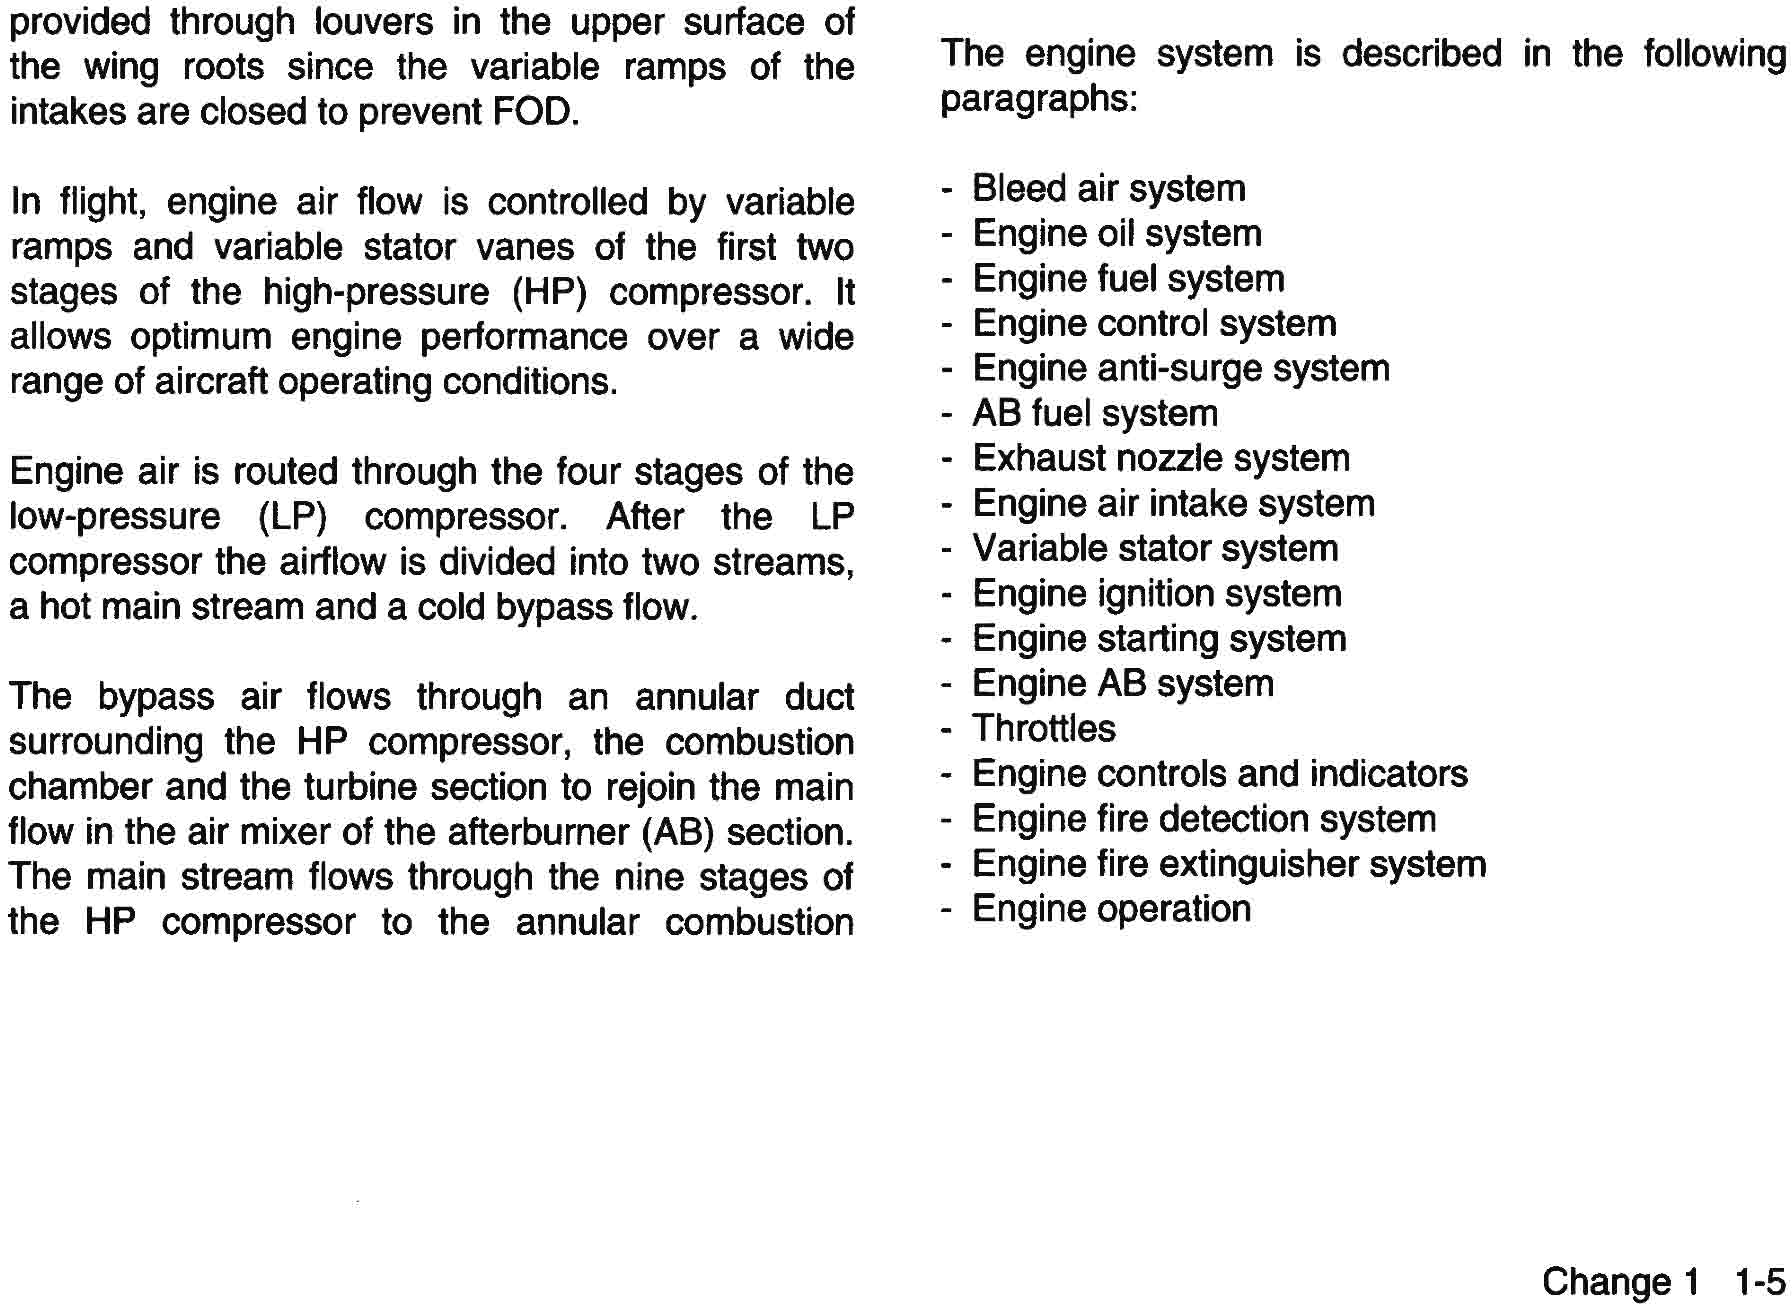 provided through louvers in the upper surface of
the wing roots since the variable ramps of the
intakes are closed to prevent FOD.
In flight, engine air flow is controlled by variable
ramps and variable stator vanes of the first two
stages of the high-pressure (HP) compressor. It
allows optimum engine performance over a wide
range of aircraft operating conditions.
Engine air is routed through the four stages of the
low-pressure (LP) compressor. After the LP
compressor the airflow is divided into two streams,
a hot main stream and a cold bypass flow.
The bypass air flows through an annular duct
surrounding the HP compressor, the combustion
chamber and the turbine section to rejoin the main
flow in the air mixer of the afterburner (AB) section.
The main stream flows through the nine stages of
the HP compressor to the annular combustion
The engine system is described in the following
paragraphs:
- Bleed air system
- Engine oil system
- Engine fuel system
- Engine control system
- Engine anti-surge system
- AB fuel system
- Exhaust nozzle system
- Engine air intake system
- Variable stator system
- Engine ignition system
- Engine starting system
- Engine AB system
- Throttles
- Engine controls and indicators
- Engine fire detection system
- Engine fire extinguisher system
- Engine operation
Change 1 1-5